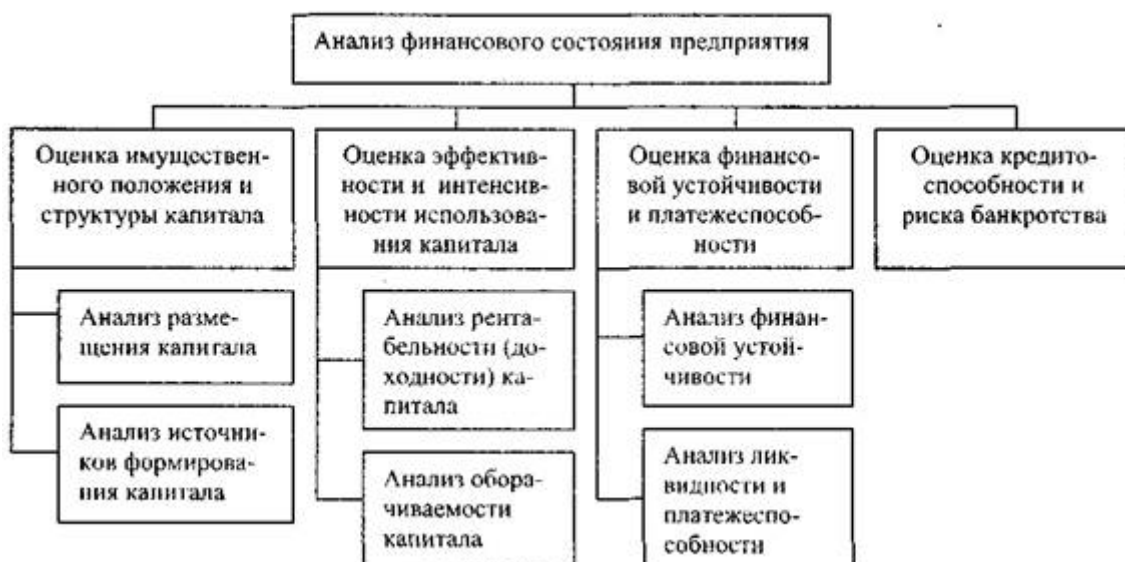 Анализ финансового состояния предприятия
Оценка имуществен-
ного положения и
структуры капитала
Оценка эффектив-
ности и интенсив-
ности использова-
ния капитала
Оценка финансо-
вой устойчивости
и платежеспособ-
ности
Оценка кредито-
способности и
риска банкротства
Анализ разме-
щения капитала
Анализ источни-
ков формирова-
ния капитала
Анализ рента-
бельности (до-
ходности) ка-
питала
Анализ обора-
чиваемости
капитала
Анализ финан-
совой устой-
чивости
Анализ лик-
видности и
платежеспо-
собности